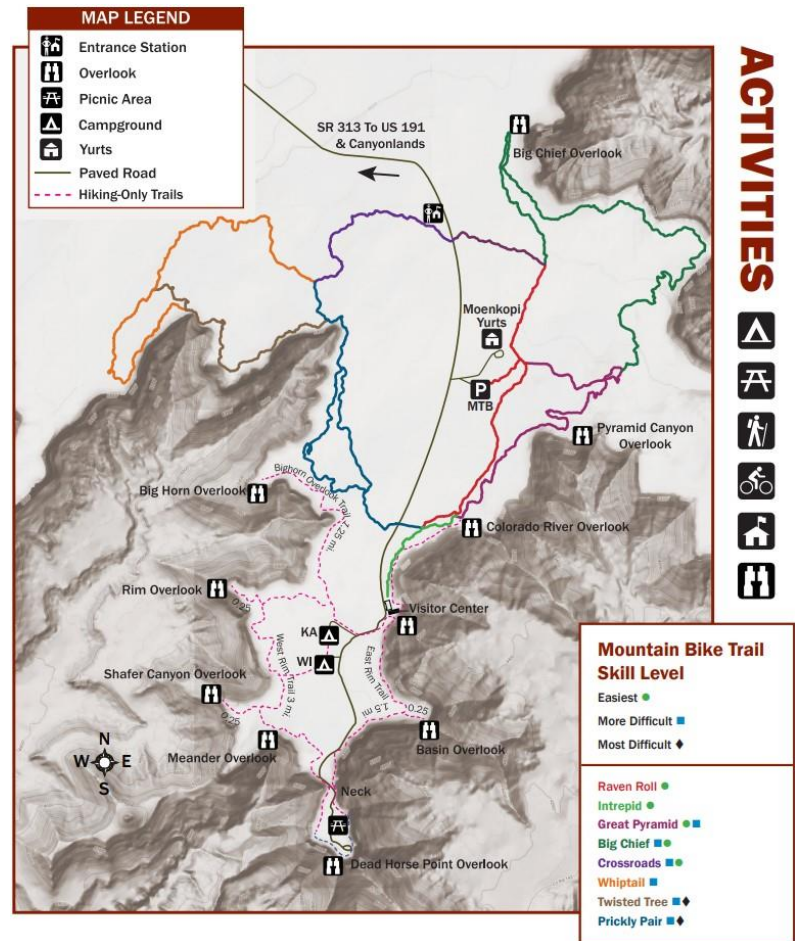 MAP LEGEND
Entrance Station
Overlook
Picnic Area
Campground
Yurts
Paved Road
Hiking-Only Trails
ACTIVITIES
SR 313 To US 191
& Canyonlands
Big Chief Overlook
Moenkopi
Yurts
P
MTB
Pyramid Canyon
Overlook
Bighorn Overlook Trail
1.25 mi.
Big Horn Overlook
Colorado River Overlook
Rim Overlook
0.25
Visitor Center
KA
WI
West Rim Trail 3 mi.
East Rim Trail
1.5 mi
Shafer Canyon Overlook
0.25
0.25
Meander Overlook
Basin Overlook
N
W E
S
Neck
Dead Horse Point Overlook
Mountain Bike Trail
Skill Level
Easiest
More Difficult
Most Difficult
Raven Roll
Intrepid
Great Pyramid
Big Chief
Crossroads
Whiptail
Twisted Tree
Prickly Pair